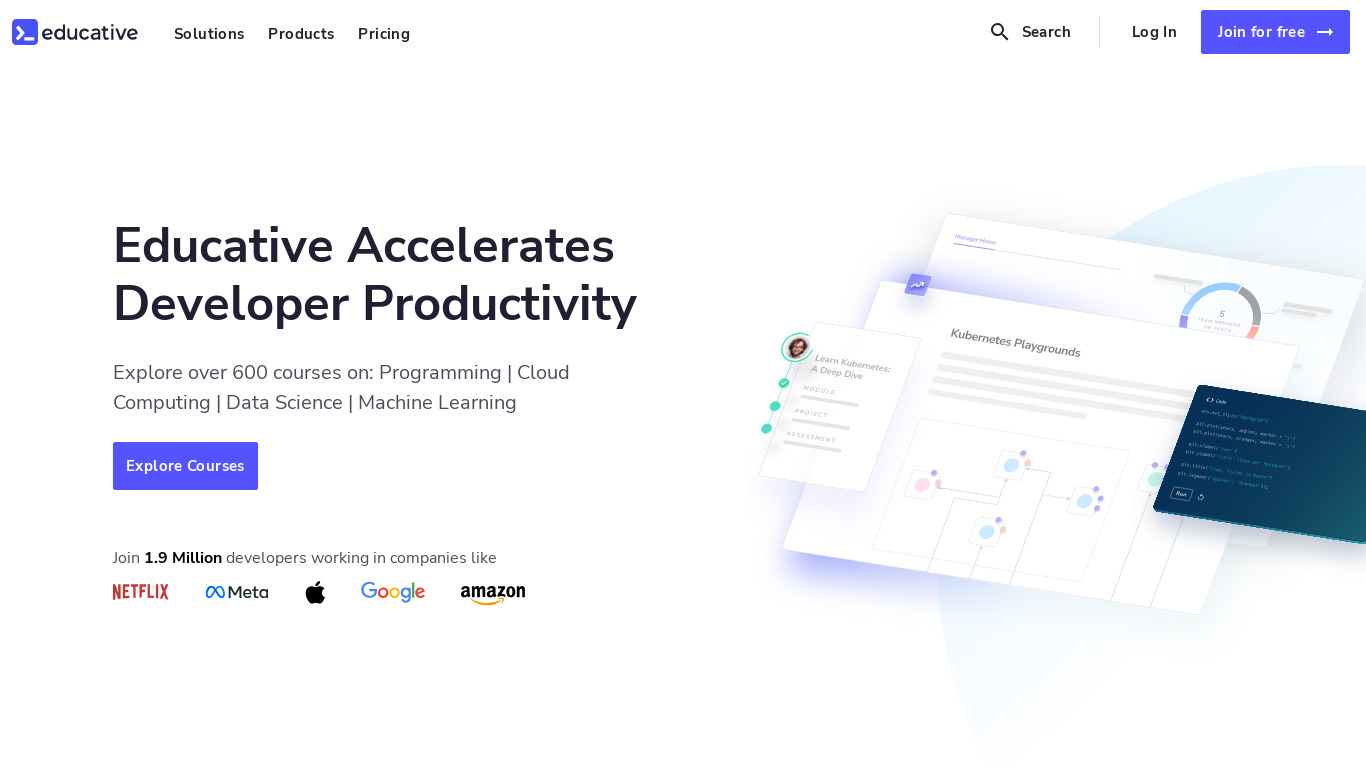 educative
Solutions
Products
Pricing
Search
Log In
Join for free
Educative Accelerates
Developer Productivity
Explore over 600 courses on: Programming | Cloud
Computing | Data Science | Machine Learning
Explore Courses
Join 1.9 Million developers working in companies like
NETFLIX
Meta
Google
amazon
Manager Home
5
TEAM MEMBERS
ON TRACK
Kubernetes Playgrounds
Learn Kubernetes:
A Deep Dive
MODULE
PROJECT
ASSESSMENT
Code
Run